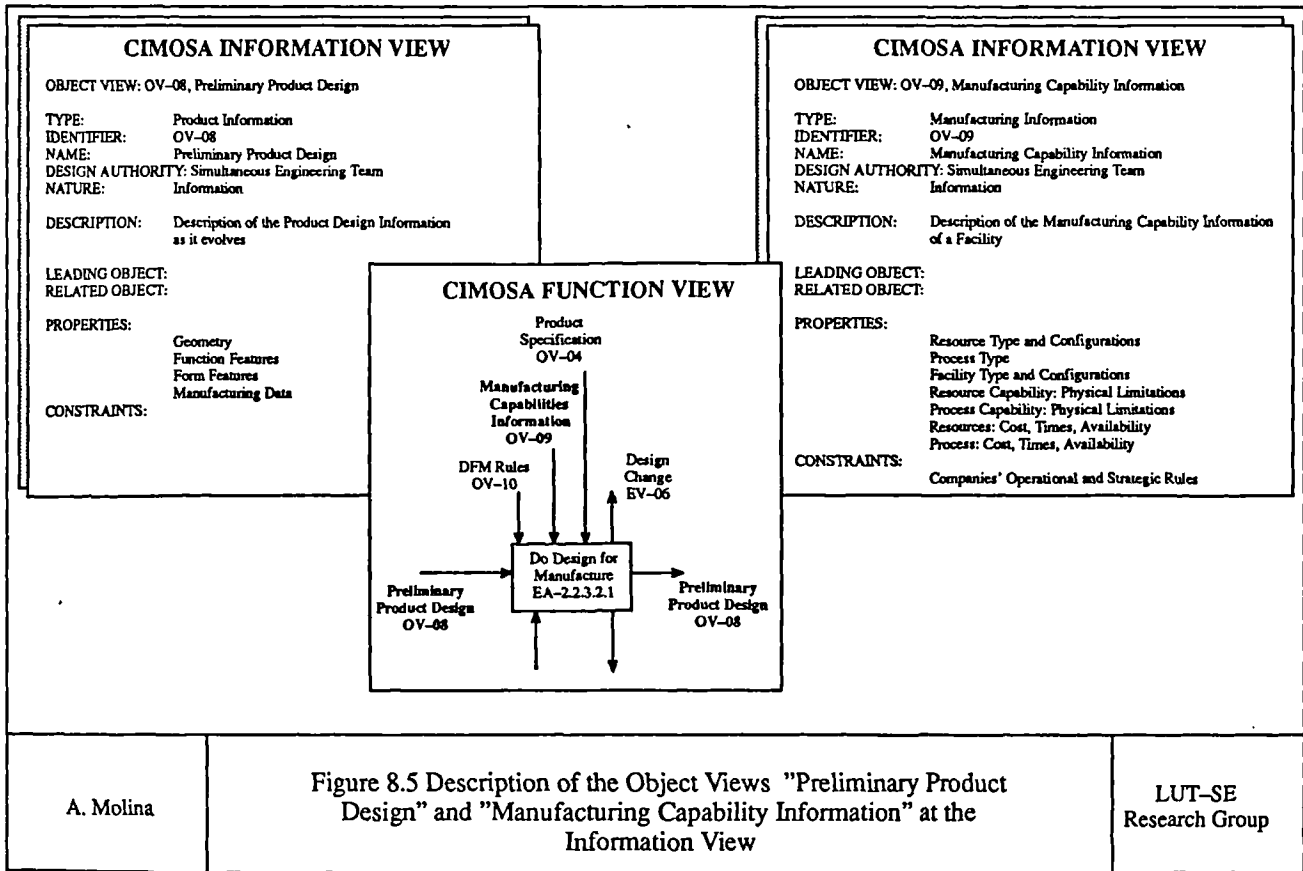 CIMOSA INFORMATION VIEW
OBJECT VIEW: OV-08, Preliminary Product Design
TYPE: Product Information
IDENTIFIER: OV-08
NAME: Preliminary Product Design
DESIGN AUTHORITY: Simultaneous Engineering Team
NATURE: Information
DESCRIPTION: Description of the Product Design Information
as it evolves
LEADING OBJECT:
RELATED OBJECT:
PROPERTIES:
Geometry
Function Features
Form Features
Manufacturing Data
CONSTRAINTS:
CIMOSA INFORMATION VIEW
OBJECT VIEW: OV-09, Manufacturing Capability Information
TYPE: Manufacturing Information
IDENTIFIER: OV-09
NAME: Manufacturing Capability Information
DESIGN AUTHORITY: Simultaneous Engineering Team
NATURE: Information
DESCRIPTION: Description of the Manufacturing Capability Information
of a Facility
LEADING OBJECT:
RELATED OBJECT:
PROPERTIES:
Resource Type and Configurations
Process Type
Facility Type and Configurations
Resource Capability: Physical Limitations
Process Capability: Physical Limitations
Resources: Cost, Times, Availability
Process: Cost, Times, Availability
CONSTRAINTS:
Companies' Operational and Strategic Rules
CIMOSA FUNCTION VIEW
Product
Specification
OV-04
Manufacturing
Capabilities
Information
OV-09
DFM Rules
OV-10
Design
Change
EV-06
Do Design for
Manufacture
EA-2.2.3.2.1
Preliminary
Product Design
OV-08
Preliminary
Product Design
OV-08
A. Molina
Figure 8.5 Description of the Object Views "Preliminary Product
Design" and "Manufacturing Capability Information" at the
Information View
LUT-SE
Research Group